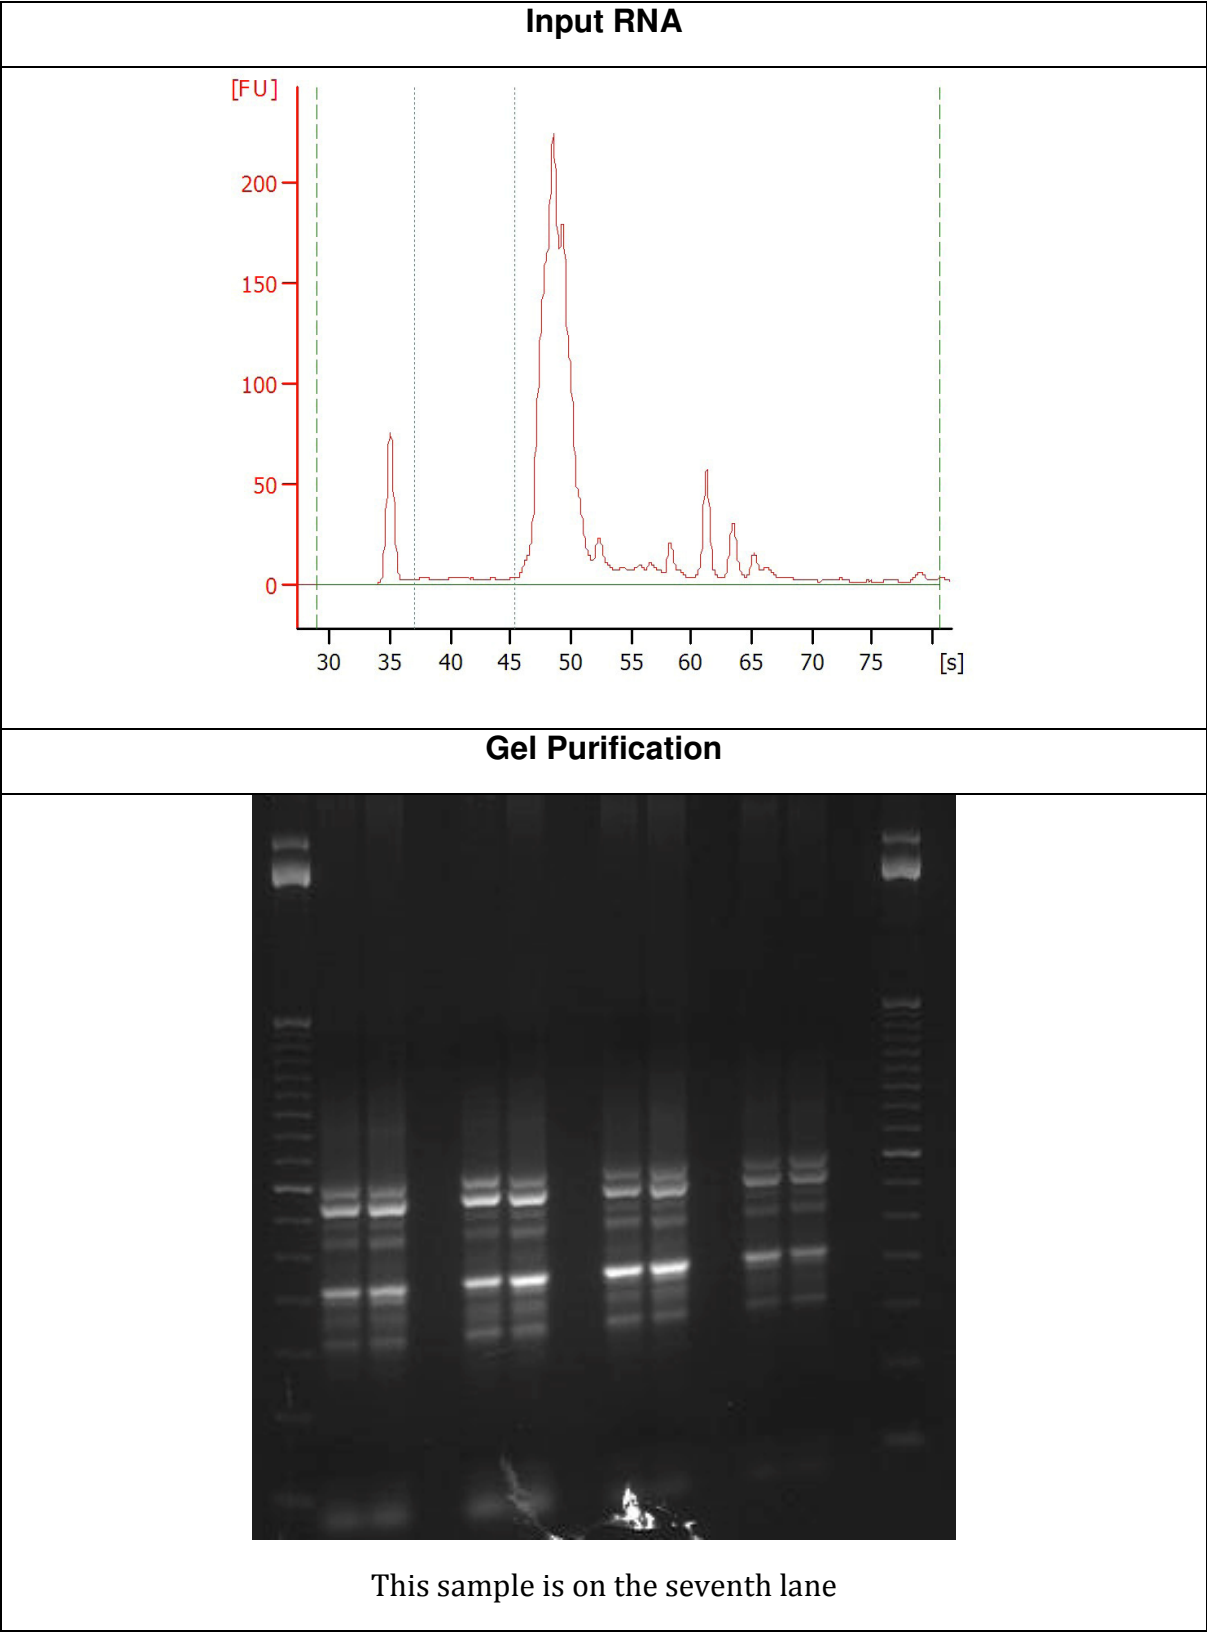 Input RNA
[FU]
200
150
100
50
0
30 35 40 45 50 55 60 65 70 75 [s]
Gel Purification
This sample is on the seventh lane